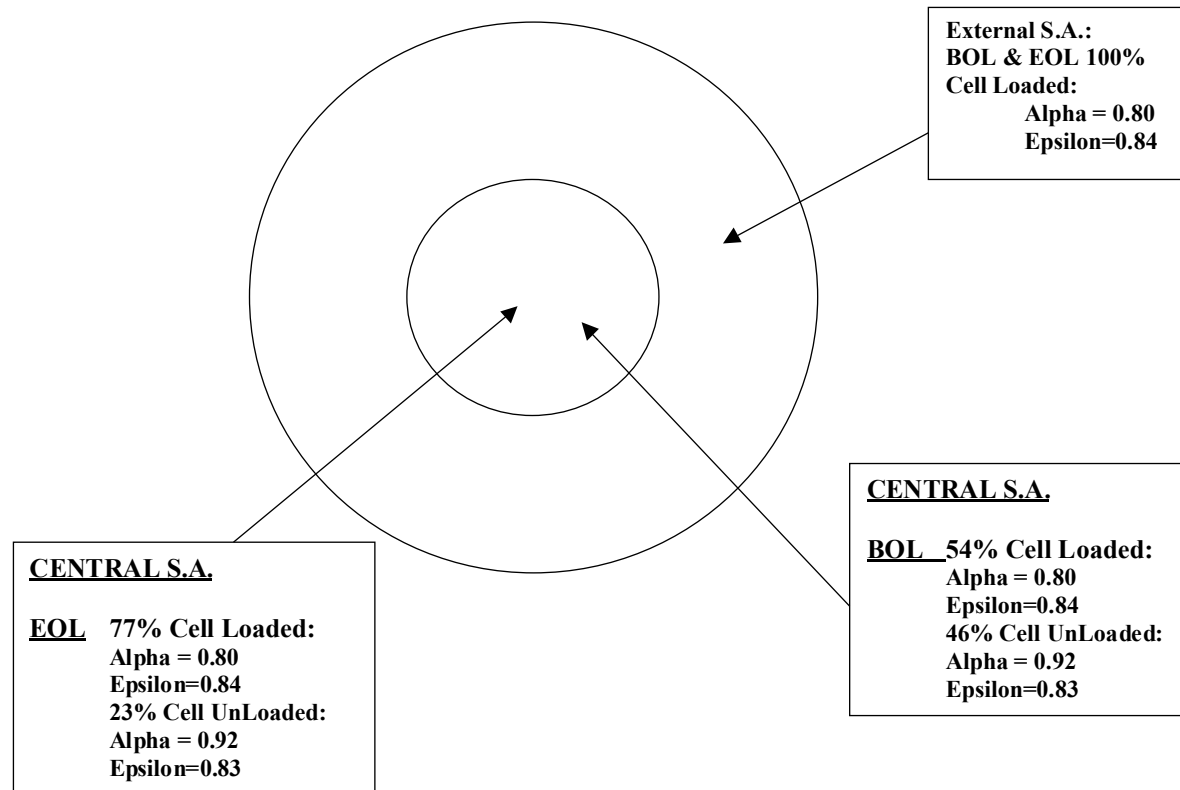 External S.A.:
BOL & EOL 100%
Cell Loaded:
Alpha = 0.80
Epsilon=0.84
CENTRAL S.A.
BOL 54% Cell Loaded:
Alpha = 0.80
Epsilon=0.84
46% Cell UnLoaded:
Alpha = 0.92
Epsilon=0.83
CENTRAL S.A.
EOL 77% Cell Loaded:
Alpha = 0.80
Epsilon=0.84
23% Cell UnLoaded:
Alpha = 0.92
Epsilon=0.83